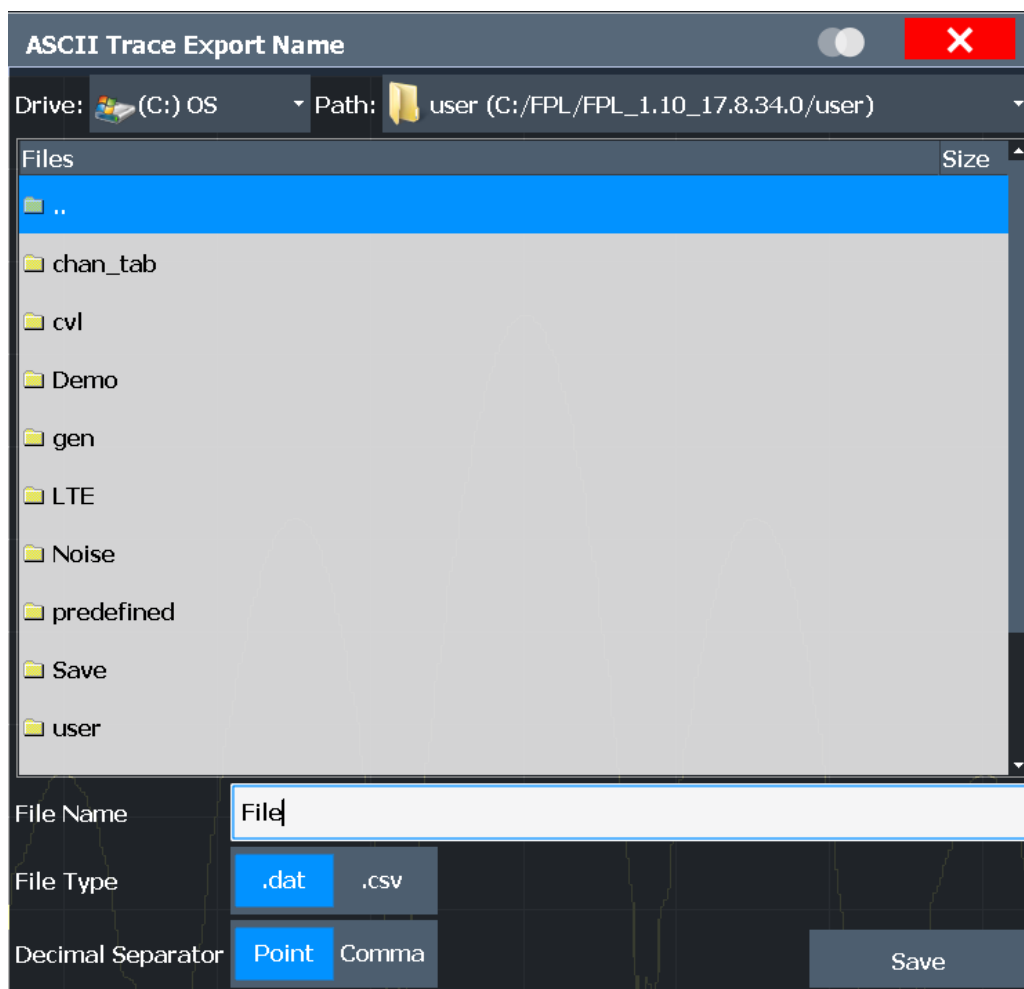 ASCII Trace Export Name
Drive: (C:) OS Path: user (C:/FPL/FPL_1.10_17.8.34.0/user)
Files Size
..
chan_tab
cvl
Demo
gen
LTE
Noise
predefined
Save
user
File Name File
File Type .dat .csv
Decimal Separator Point Comma Save